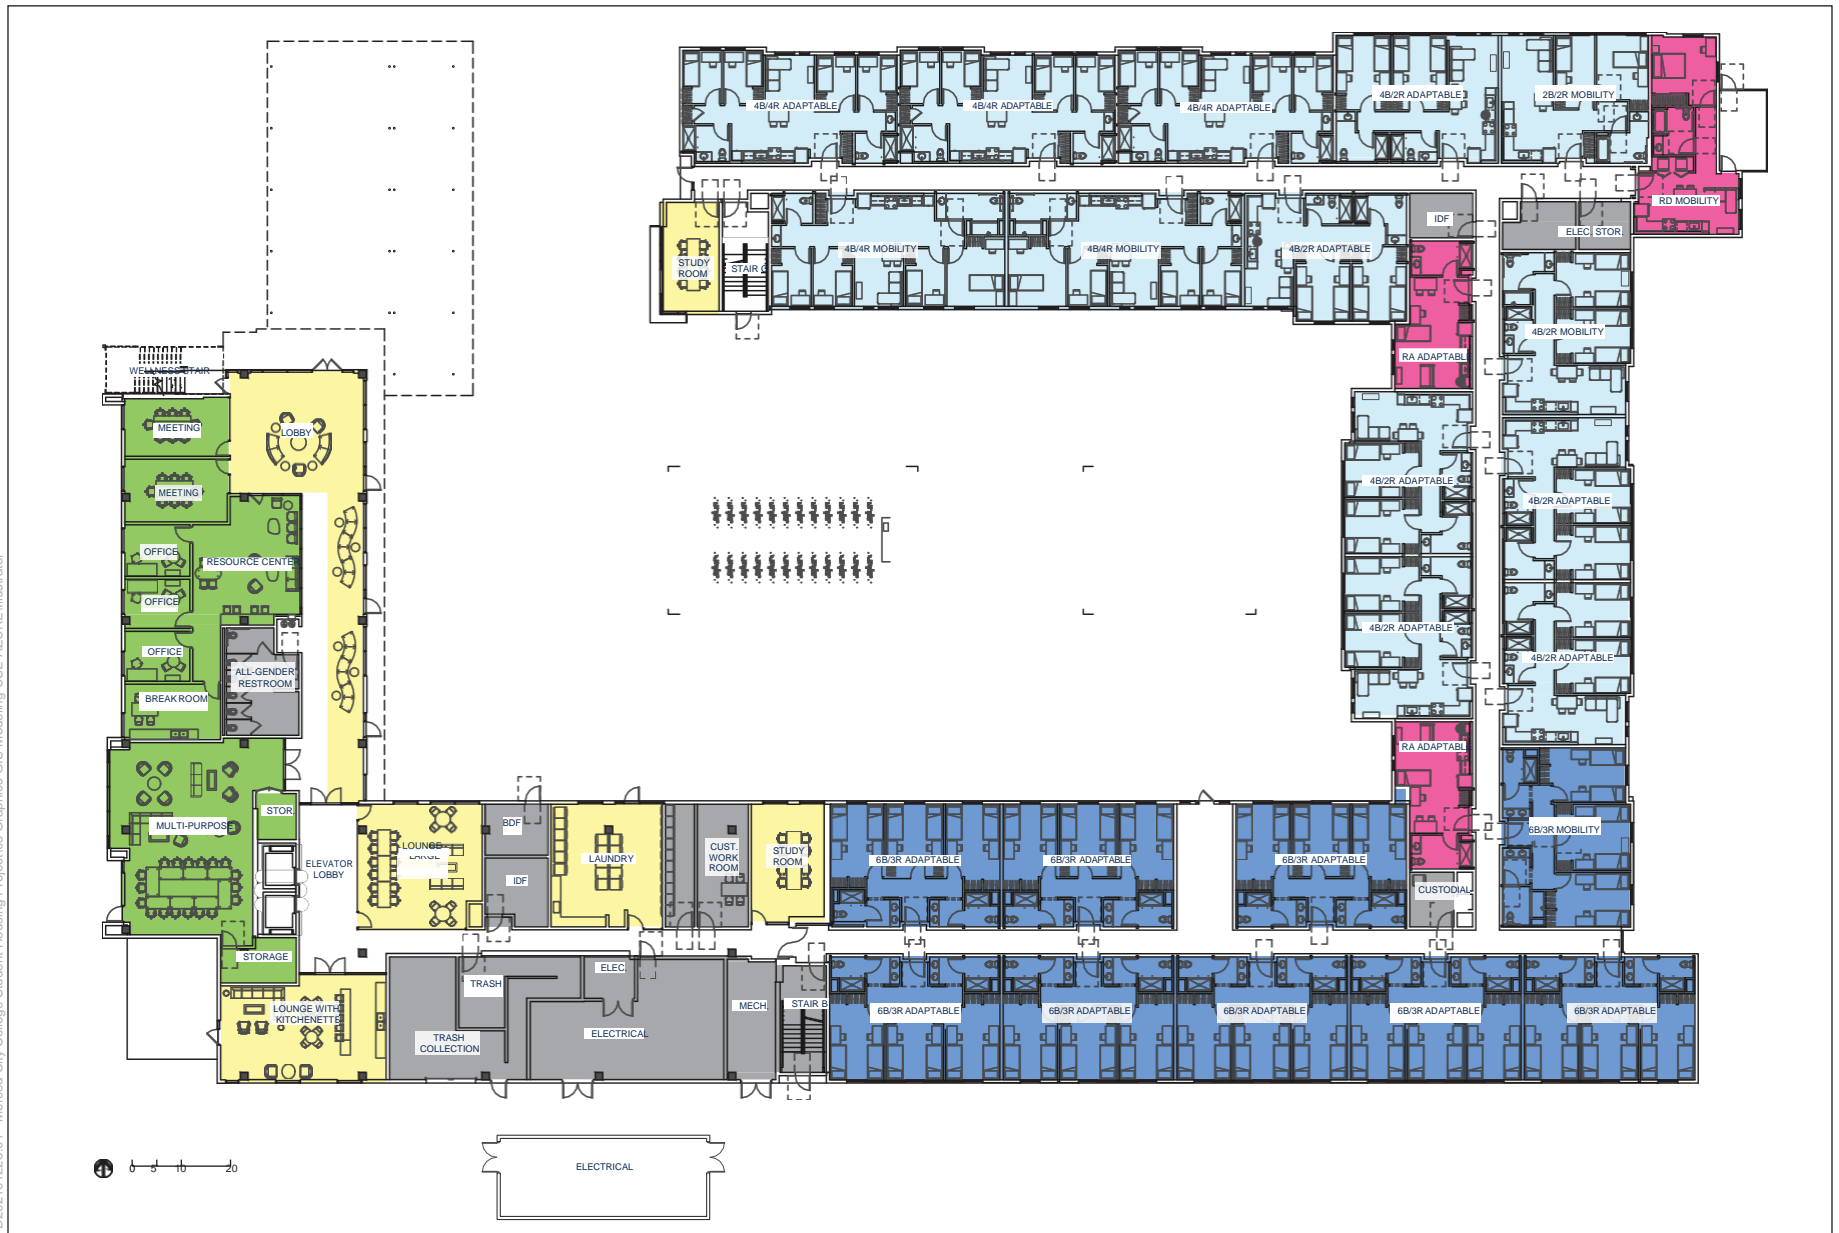 4B/4R ADAPTABLE
4B/4R ADAPTABLE
4B/4R ADAPTABLE
4B/2R ADAPTABLE
2B/2R MOBILITY
RD MOBILITY
IDF
ELEC.
STOR.
STUDY
ROOM
STAIR C
4B/4R MOBILITY
4B/4R MOBILITY
4B/2R ADAPTABLE
RA ADAPTABL
4B/2R MOBILITY
WELLNESS STAIR
MEETING
LOBBY
MEETING
4B/2R ADAPTABLE
4B/2R ADAPTABLE
OFFICE
RESOURCE CENTER
OFFICE
OFFICE
ALL-GENDER
RESTROOM
BREAK ROOM
4B/2R ADAPTABLE
4B/2R ADAPTABLE
RA ADAPTABL
STOR.
MULTI-PURPOSE
ELEVATOR
LOBBY
LOUNGE
LARGE
BDF
IDF
LAUNDRY
CUST.
WORK
ROOM
STUDY
ROOM
6B/3R ADAPTABLE
6B/3R ADAPTABLE
6B/3R ADAPTABLE
6B/3R MOBILITY
CUSTODIAL
STORAGE
LOUNGE WITH
KITCHENETTE
TRASH
ELEC.
TRASH
COLLECTION
ELECTRICAL
MECH.
STAIR B
6B/3R ADAPTABLE
6B/3R ADAPTABLE
6B/3R ADAPTABLE
6B/3R ADAPTABLE
6B/3R ADAPTABLE
0 5 10 20
ELECTRICAL